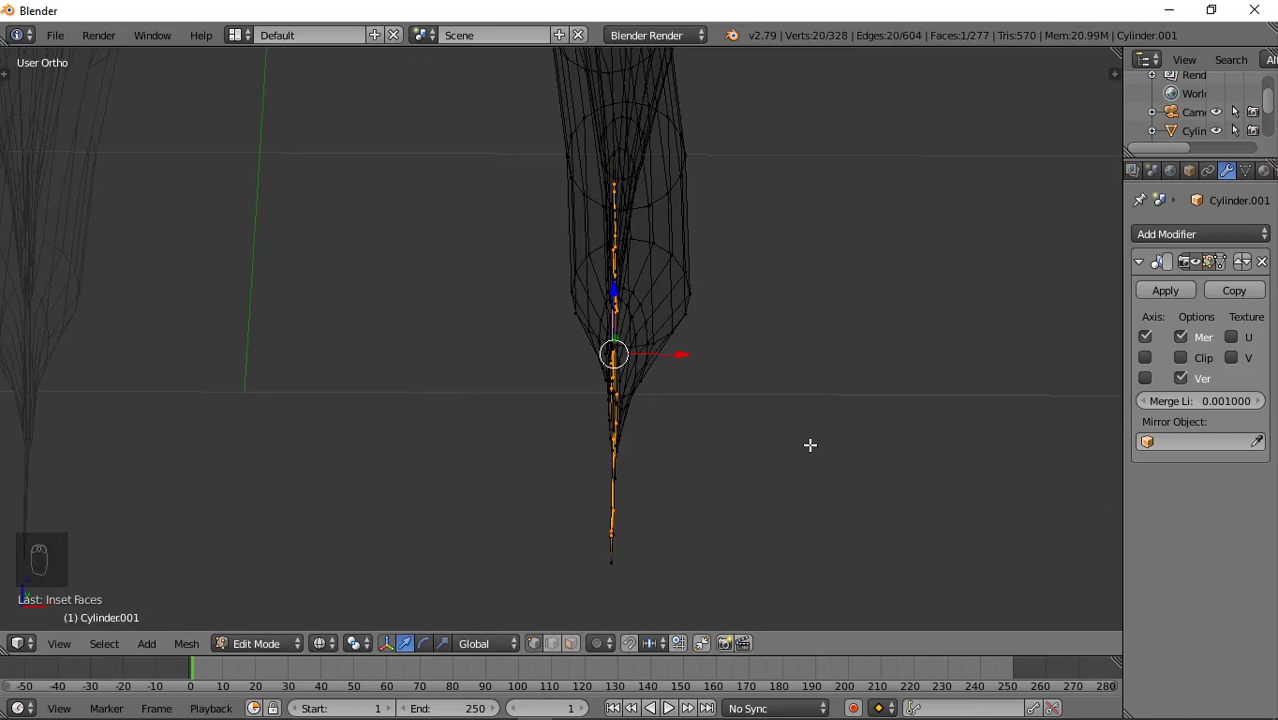 Blender
File Render Window Help Default Scene Blender Render v2.79 | Verts:20/328 | Edges:20/604 | Faces:1/277 | Tris:570 | Mem:20.99M | Cylinder.001
User Ortho
View Search Al
Rend
Worl
Cam
Cylin
Cylinder.001
Add Modifier
Apply Copy
Axis: Options Texture
Mer U
Clip V
Ver
Merge Li: 0.001000
Mirror Object:
Last: Inset Faces
(1) Cylinder.001
View Select Add Mesh Edit Mode Global
-50 -40 -30 -20 -10 0 10 20 30 40 50 60 70 80 90 100 110 120 130 140 150 160 170 180 190 200 210 220 230 240 250 260 270 280
View Marker Frame Playback Start: 1 End: 250 1 No Sync